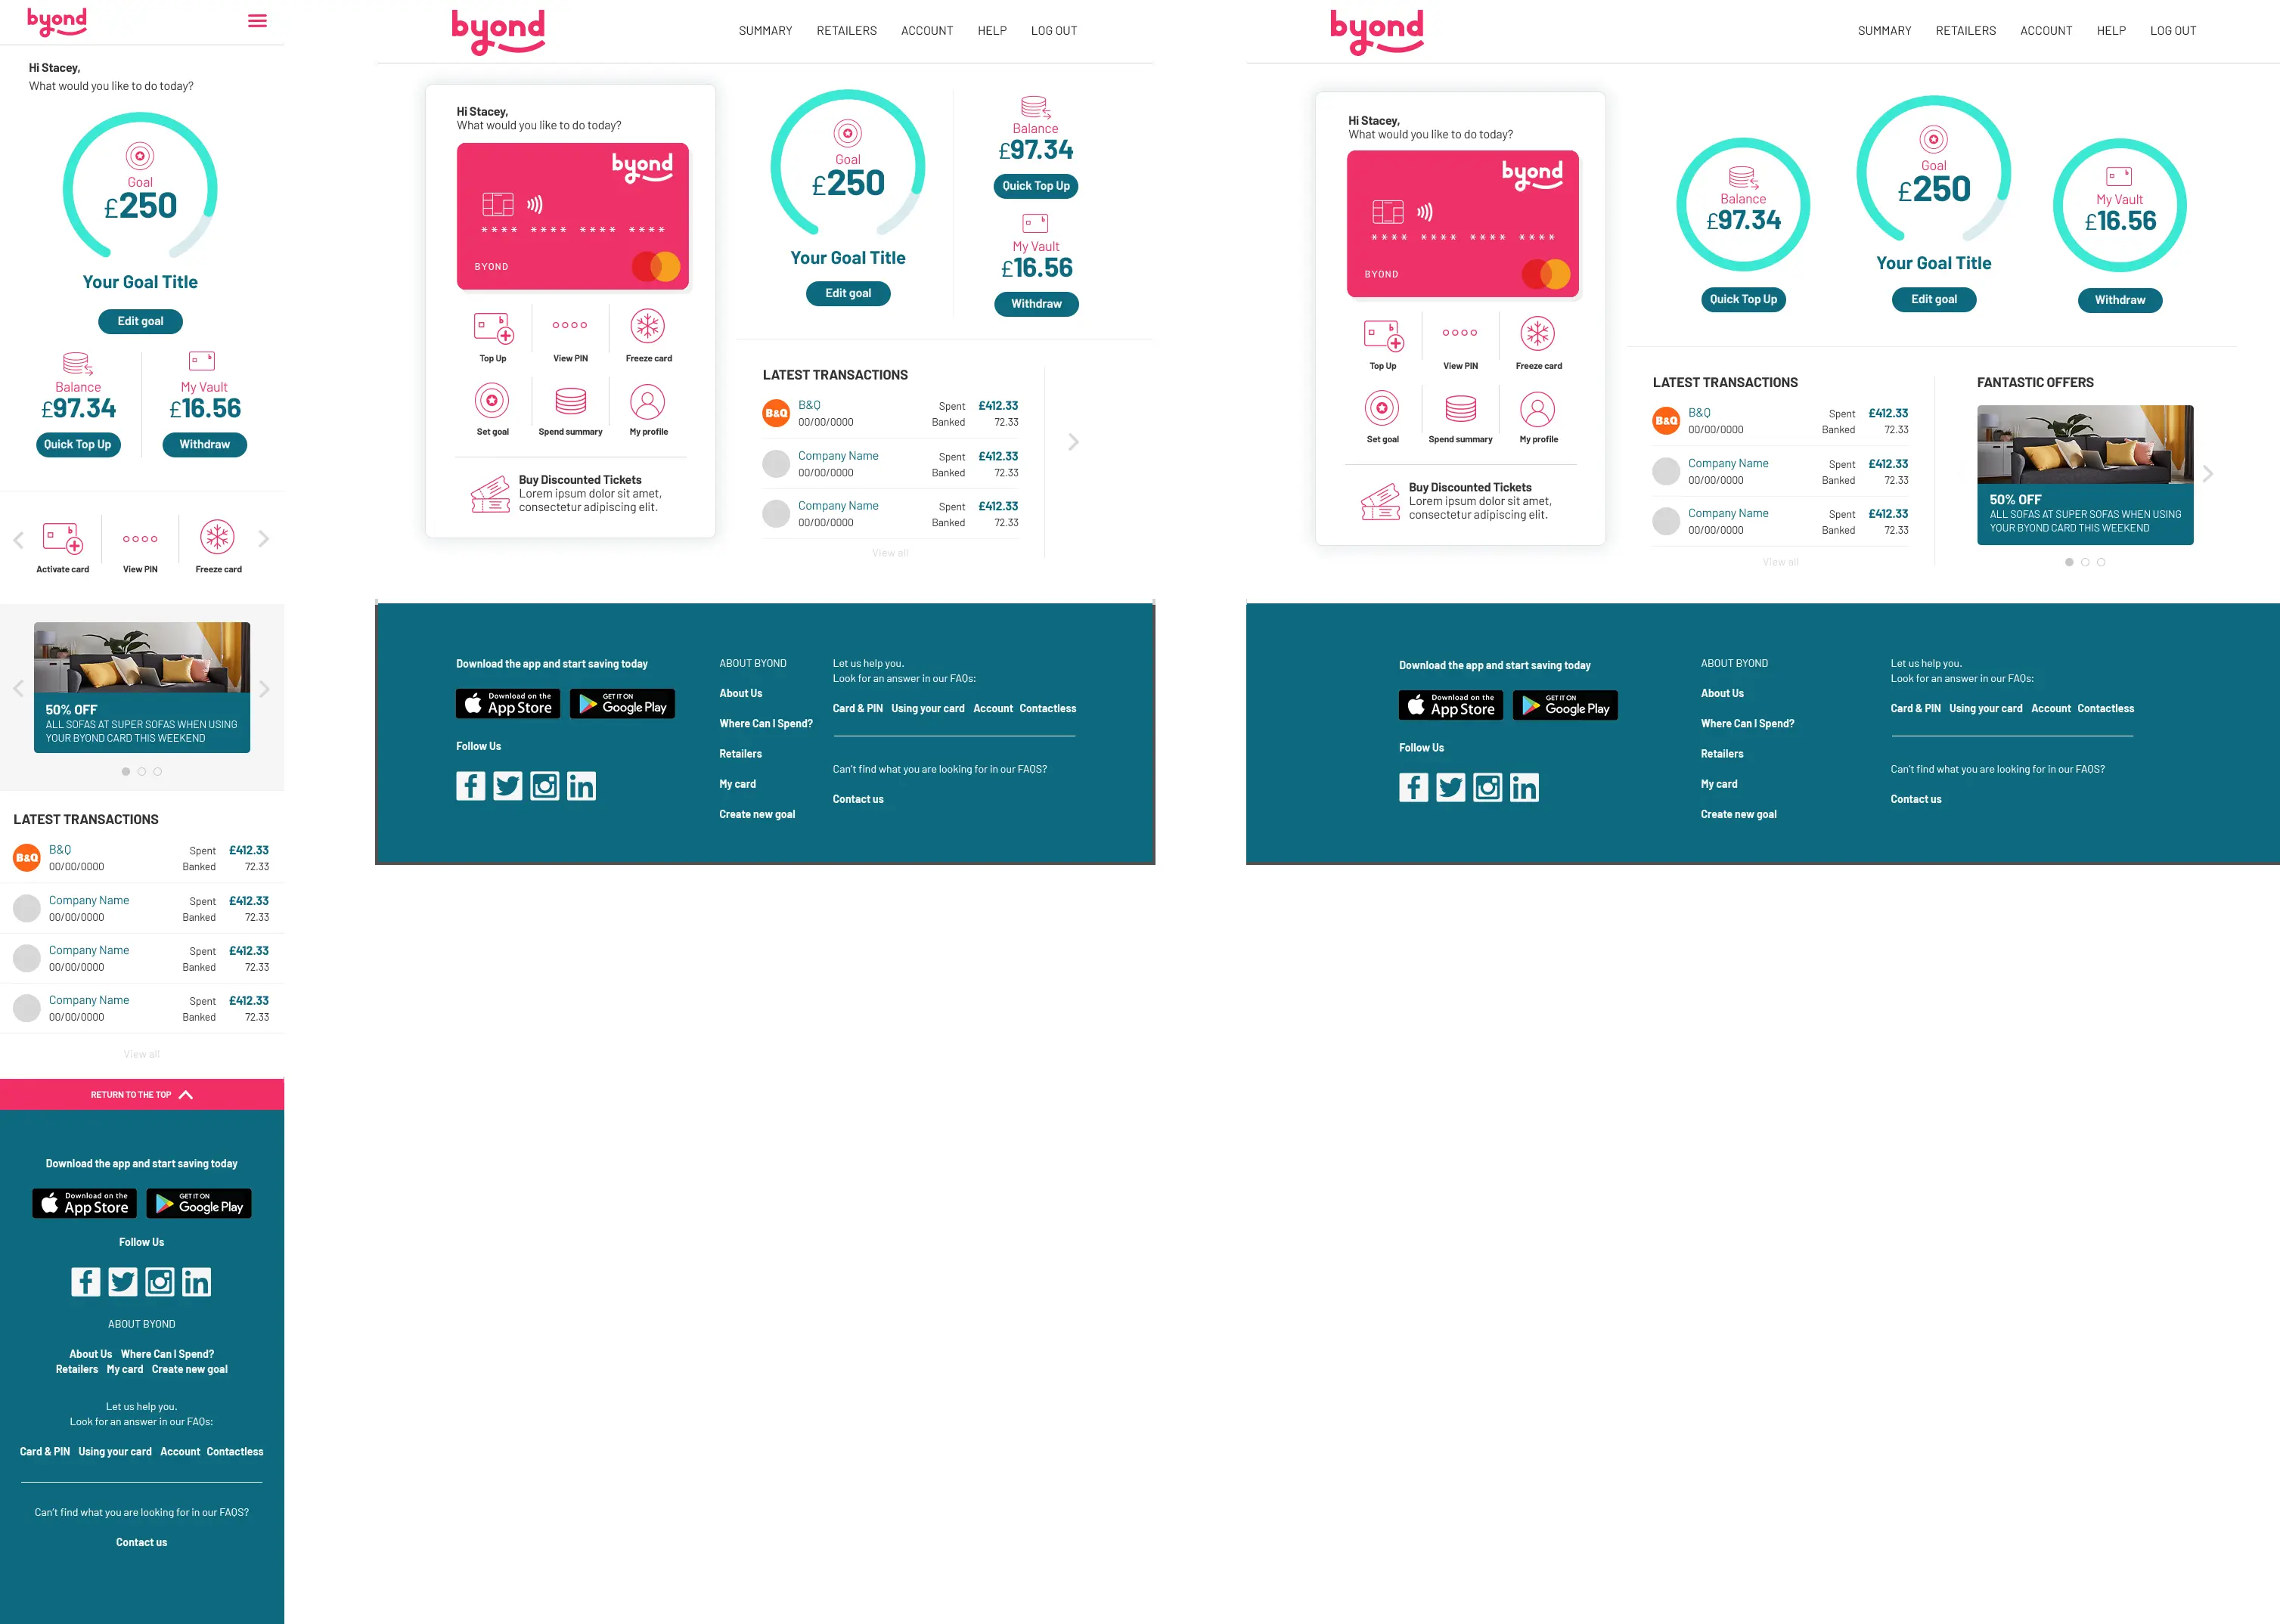 byond
Hi Stacey,
What would you like to do today?
Goal
£250
Your Goal Title
Edit goal
Balance
£97.34
Quick Top Up
My Vault
£16.56
Withdraw
Activate card
View PIN
Freeze card
50% OFF
ALL SOFAS AT SUPER SOFAS WHEN USING
YOUR BYOND CARD THIS WEEKEND
LATEST TRANSACTIONS
B&Q
B&Q
Spent £412.33
00/00/0000
Banked 72.33
Company Name
Spent £412.33
00/00/0000
Banked 72.33
Company Name
Spent £412.33
00/00/0000
Banked 72.33
Company Name
Spent £412.33
00/00/0000
Banked 72.33
View all
RETURN TO THE TOP
Download the app and start saving today
Download on the
App Store
GET IT ON
Google Play
Follow Us
ABOUT BYOND
About Us Where Can I Spend?
Retailers My card Create new goal
Let us help you.
Look for an answer in our FAQs:
Card & PIN Using your card Account Contactless
Can't find what you are looking for in our FAQS?
Contact us
byond
SUMMARY RETAILERS ACCOUNT HELP LOG OUT
Hi Stacey,
What would you like to do today?
byond
**** **** **** ****
BYOND
Top Up
View PIN
Freeze card
Set goal
Spend summary
My profile
Buy Discounted Tickets
Lorem ipsum dolor sit amet,
consectetur adipiscing elit.
Goal
£250
Your Goal Title
Edit goal
Balance
£97.34
Quick Top Up
My Vault
£16.56
Withdraw
LATEST TRANSACTIONS
B&Q
B&Q
Spent £412.33
00/00/0000
Banked 72.33
Company Name
Spent £412.33
00/00/0000
Banked 72.33
Company Name
Spent £412.33
00/00/0000
Banked 72.33
View all
Download the app and start saving today
Download on the
App Store
GET IT ON
Google Play
Follow Us
ABOUT BYOND
About Us
Where Can I Spend?
Retailers
My card
Create new goal
Let us help you.
Look for an answer in our FAQs:
Card & PIN Using your card Account Contactless
Can't find what you are looking for in our FAQS?
Contact us
byond
SUMMARY RETAILERS ACCOUNT HELP LOG OUT
Hi Stacey,
What would you like to do today?
byond
**** **** **** ****
BYOND
Top Up
View PIN
Freeze card
Set goal
Spend summary
My profile
Buy Discounted Tickets
Lorem ipsum dolor sit amet,
consectetur adipiscing elit.
Balance
£97.34
Quick Top Up
Goal
£250
Your Goal Title
Edit goal
My Vault
£16.56
Withdraw
LATEST TRANSACTIONS
B&Q
B&Q
Spent £412.33
00/00/0000
Banked 72.33
Company Name
Spent £412.33
00/00/0000
Banked 72.33
Company Name
Spent £412.33
00/00/0000
Banked 72.33
View all
FANTASTIC OFFERS
50% OFF
ALL SOFAS AT SUPER SOFAS WHEN USING
YOUR BYOND CARD THIS WEEKEND
Download the app and start saving today
Download on the
App Store
GET IT ON
Google Play
Follow Us
ABOUT BYOND
About Us
Where Can I Spend?
Retailers
My card
Create new goal
Let us help you.
Look for an answer in our FAQs:
Card & PIN Using your card Account Contactless
Can't find what you are looking for in our FAQS?
Contact us